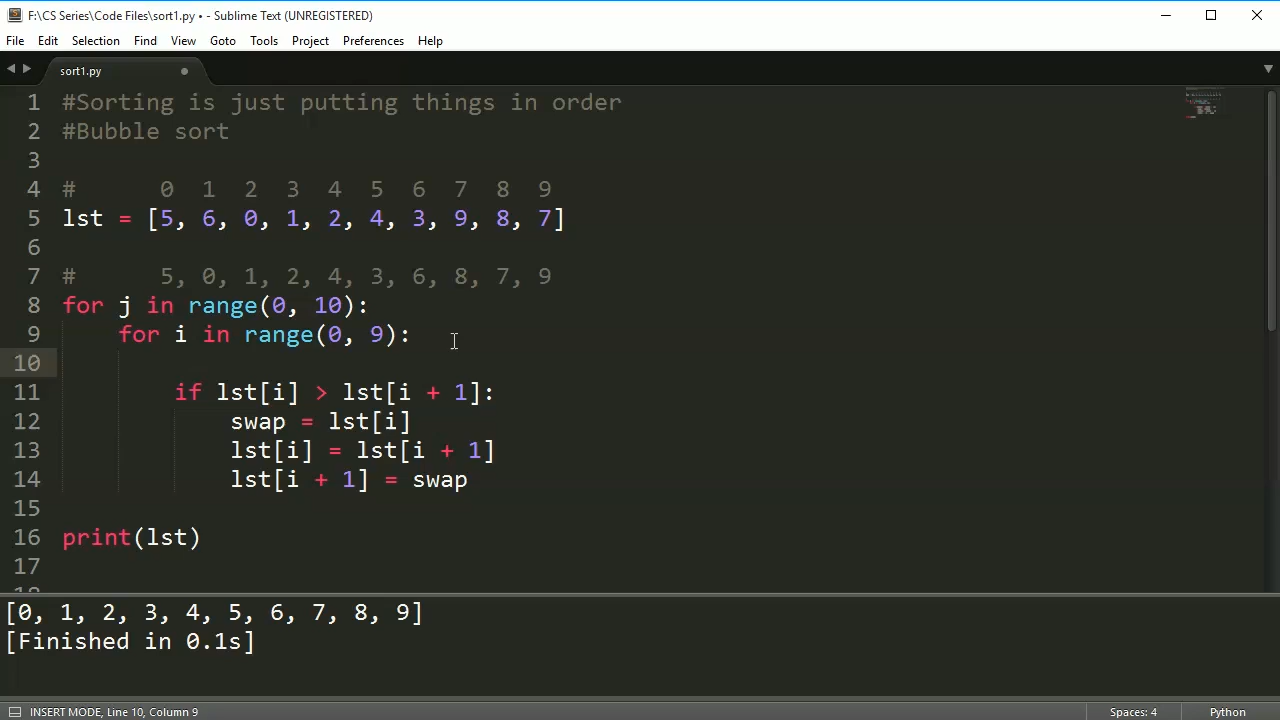 F:\CS Series\Code Files\sort1.py • - Sublime Text (UNREGISTERED)
File Edit Selection Find View Goto Tools Project Preferences Help
sort1.py
1 #Sorting is just putting things in order
2 #Bubble sort
3
4 # 0 1 2 3 4 5 6 7 8 9
5 lst = [5, 6, 0, 1, 2, 4, 3, 9, 8, 7]
6
7 # 5, 0, 1, 2, 4, 3, 6, 8, 7, 9
8 for j in range(0, 10):
9 for i in range(0, 9):
10
11 if lst[i] > lst[i + 1]:
12 swap = lst[i]
13 lst[i] = lst[i + 1]
14 lst[i + 1] = swap
15
16 print(lst)
17
18
[0, 1, 2, 3, 4, 5, 6, 7, 8, 9]
[Finished in 0.1s]
INSERT MODE, Line 10, Column 9 Spaces: 4 Python